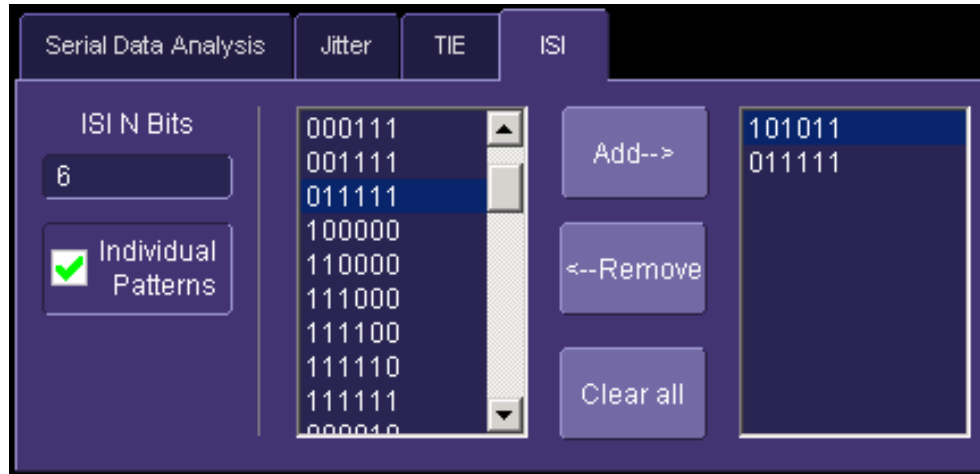 Serial Data Analysis
Jitter
TIE
ISI
ISI N Bits
6
Individual
Patterns
000111
001111
011111
100000
110000
111000
111100
111110
111111
000010
Add-->
<--Remove
Clear all
101011
011111